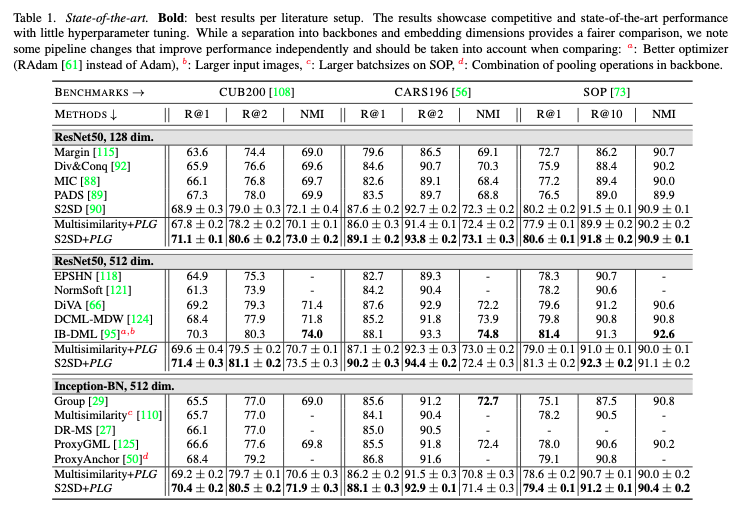 Table 1. State-of-the-art. Bold: best results per literature setup. The results showcase competitive and state-of-the-art performance
with little hyperparameter tuning. While a separation into backbones and embedding dimensions provides a fairer comparison, we note
some pipeline changes that improve performance independently and should be taken into account when comparing: a: Better optimizer
(RAdam [61] instead of Adam), b: Larger input images, c: Larger batchsizes on SOP, d: Combination of pooling operations in backbone.
BENCHMARKS → CUB200 [108] CARS196 [56] SOP [73]
METHODS ↓ R@1 R@2 NMI R@1 R@2 NMI R@1 R@10 NMI
ResNet50, 128 dim.
Margin [115] 63.6 74.4 69.0 79.6 86.5 69.1 72.7 86.2 90.7
Div&Conq [92] 65.9 76.6 69.6 84.6 90.7 70.3 75.9 88.4 90.2
MIC [88] 66.1 76.8 69.7 82.6 89.1 68.4 77.2 89.4 90.0
PADS [89] 67.3 78.0 69.9 83.5 89.7 68.8 76.5 89.0 89.9
S2SD [90] 68.9 ± 0.3 79.0 ± 0.3 72.1 ± 0.4 87.6 ± 0.2 92.7 ± 0.2 72.3 ± 0.2 80.2 ± 0.2 91.5 ± 0.1 90.9 ± 0.1
Multisimilarity+PLG 67.8 ± 0.2 78.2 ± 0.2 70.1 ± 0.1 86.0 ± 0.3 91.4 ± 0.1 72.4 ± 0.2 77.9 ± 0.1 89.9 ± 0.2 90.2 ± 0.2
S2SD+PLG 71.1 ± 0.1 80.6 ± 0.2 73.0 ± 0.2 89.1 ± 0.2 93.8 ± 0.2 73.1 ± 0.3 80.6 ± 0.1 91.8 ± 0.2 90.9 ± 0.1
ResNet50, 512 dim.
EPSHN [118] 64.9 75.3 - 82.7 89.3 - 78.3 90.7 -
NormSoft [121] 61.3 73.9 - 84.2 90.4 - 78.2 90.6 -
DiVA [66] 69.2 79.3 71.4 87.6 92.9 72.2 79.6 91.2 90.6
DCML-MDW [124] 68.4 77.9 71.8 85.2 91.8 73.9 79.8 90.8 90.8
IB-DML [95]a,b 70.3 80.3 74.0 88.1 93.3 74.8 81.4 91.3 92.6
Multisimilarity+PLG 69.6 ± 0.4 79.5 ± 0.2 70.7 ± 0.1 87.1 ± 0.2 92.3 ± 0.3 73.0 ± 0.2 79.0 ± 0.1 91.0 ± 0.1 90.0 ± 0.1
S2SD+PLG 71.4 ± 0.3 81.1 ± 0.2 73.5 ± 0.3 90.2 ± 0.3 94.4 ± 0.2 72.4 ± 0.3 81.3 ± 0.2 92.3 ± 0.2 91.1 ± 0.2
Inception-BN, 512 dim.
Group [29] 65.5 77.0 69.0 85.6 91.2 72.7 75.1 87.5 90.8
Multisimilarityc [110] 65.7 77.0 - 84.1 90.4 - 78.2 90.5 -
DR-MS [27] 66.1 77.0 - 85.0 90.5 - - - -
ProxyGML [125] 66.6 77.6 69.8 85.5 91.8 72.4 78.0 90.6 90.2
ProxyAnchor [50]d 68.4 79.2 - 86.8 91.6 - 79.1 90.8 -
Multisimilarity+PLG 69.2 ± 0.2 79.7 ± 0.1 70.6 ± 0.3 86.2 ± 0.2 91.5 ± 0.3 70.8 ± 0.3 78.6 ± 0.2 90.7 ± 0.1 90.0 ± 0.2
S2SD+PLG 70.4 ± 0.2 80.5 ± 0.2 71.9 ± 0.3 88.1 ± 0.3 92.9 ± 0.1 71.4 ± 0.3 79.4 ± 0.1 91.2 ± 0.1 90.4 ± 0.2